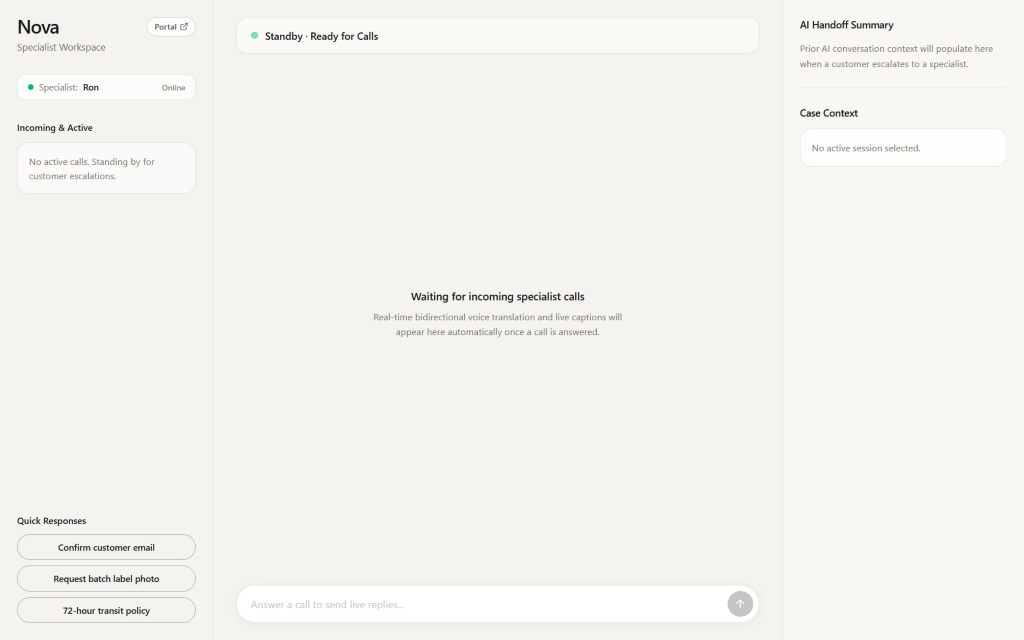 Nova
Portal
Specialist Workspace
Specialist: Ron
Online
Incoming & Active
No active calls. Standing by for
customer escalations.
Quick Responses
Confirm customer email
Request batch label photo
72-hour transit policy
Standby · Ready for Calls
Waiting for incoming specialist calls
Real-time bidirectional voice translation and live captions will
appear here automatically once a call is answered.
Answer a call to send live replies...
AI Handoff Summary
Prior AI conversation context will populate here
when a customer escalates to a specialist.
Case Context
No active session selected.